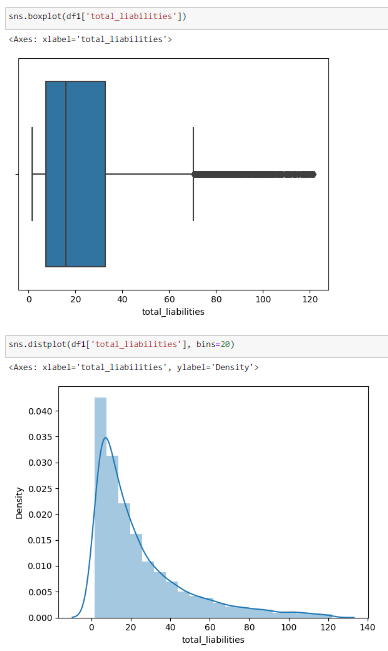 sns.boxplot(df1['total_liabilities'])
<Axes: xlabel='total_liabilities'>
0 20 40 60 80 100 120
total_liabilities
sns.distplot(df1['total_liabilities'], bins=20)
<Axes: xlabel='total_liabilities', ylabel='Density'>
0.040
0.035
0.030
0.025
0.020
0.015
0.010
0.005
0.000
Density
0 20 40 60 80 100 120 140
total_liabilities